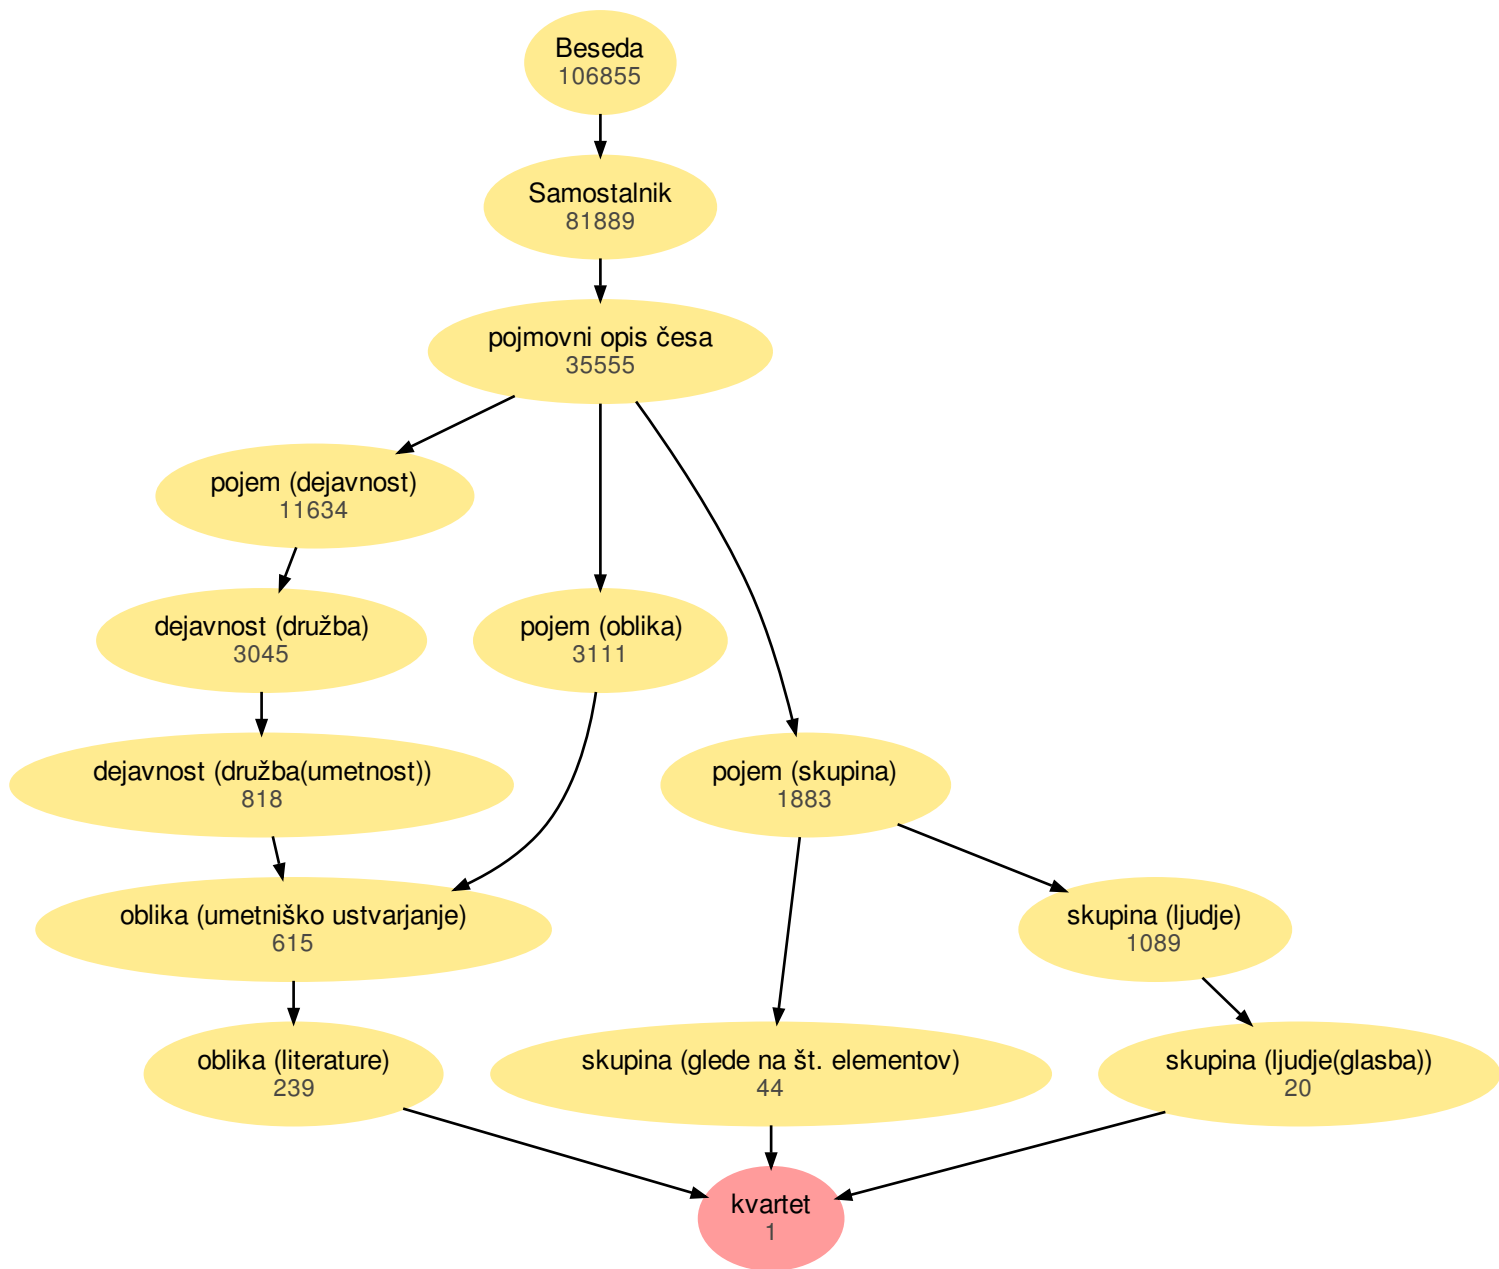 Beseda
106855
Samostalnik
81889
pojmovni opis česa
35555
pojem (dejavnost)
11634
dejavnost (družba)
3045
pojem (oblika)
3111
dejavnost (družba(umetnost))
818
pojem (skupina)
1883
oblika (umetniško ustvarjanje)
615
skupina (ljudje)
1089
oblika (literature)
239
skupina (glede na št. elementov)
44
skupina (ljudje(glasba))
20
kvartet
1